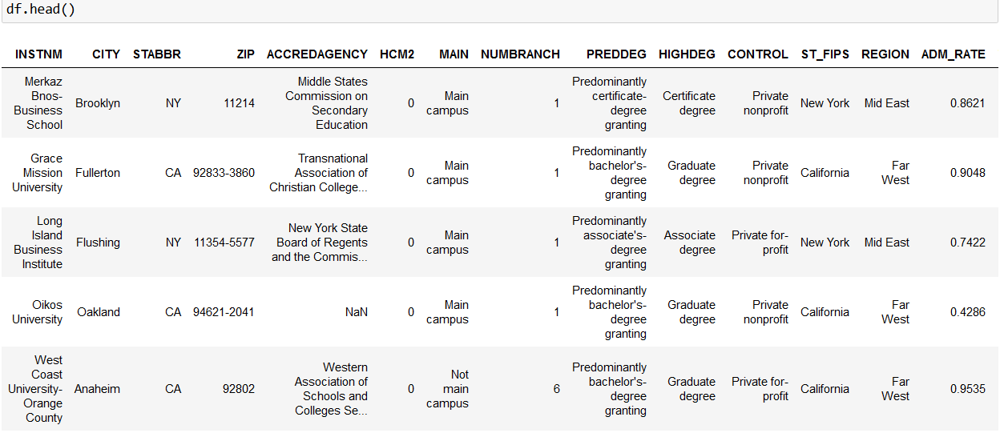 df.head()
INSTNM CITY STABBR ZIP ACCREDAGENCY HCM2 MAIN NUMBRANCH PREDDEG HIGHDEG CONTROL ST_FIPS REGION ADM_RATE
Merkaz
Bnos-
Business
School
Brooklyn
NY
11214
Middle States
Commission on
Secondary
Education
0
Main
campus
1
Predominantly
certificate-
degree
granting
Certificate
degree
Private
nonprofit
New York
Mid East
0.8621
Grace
Mission
University
Fullerton
CA
92833-3860
Transnational
Association of
Christian College...
0
Main
campus
1
Predominantly
bachelor's-
degree
granting
Graduate
degree
Private
nonprofit
California
Far
West
0.9048
Long
Island
Business
Institute
Flushing
NY
11354-5577
New York State
Board of Regents
and the Commis...
0
Main
campus
1
Predominantly
associate's-
degree
granting
Associate
degree
Private for-
profit
New York
Mid East
0.7422
Oikos
University
Oakland
CA
94621-2041
NaN
0
Main
campus
1
Predominantly
bachelor's-
degree
granting
Graduate
degree
Private
nonprofit
California
Far
West
0.4286
West
Coast
University-
Orange
County
Anaheim
CA
92802
Western
Association of
Schools and
Colleges Se...
0
Not
main
campus
6
Predominantly
bachelor's-
degree
granting
Graduate
degree
Private for-
profit
California
Far
West
0.9535